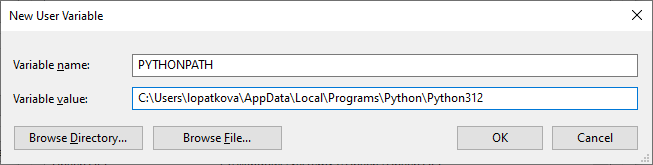 New User Variable
Variable name:
PYTHONPATH
Variable value:
C:\Users\lopatkova\AppData\Local\Programs\Python\Python312
Browse Directory...
Browse File...
OK
Cancel